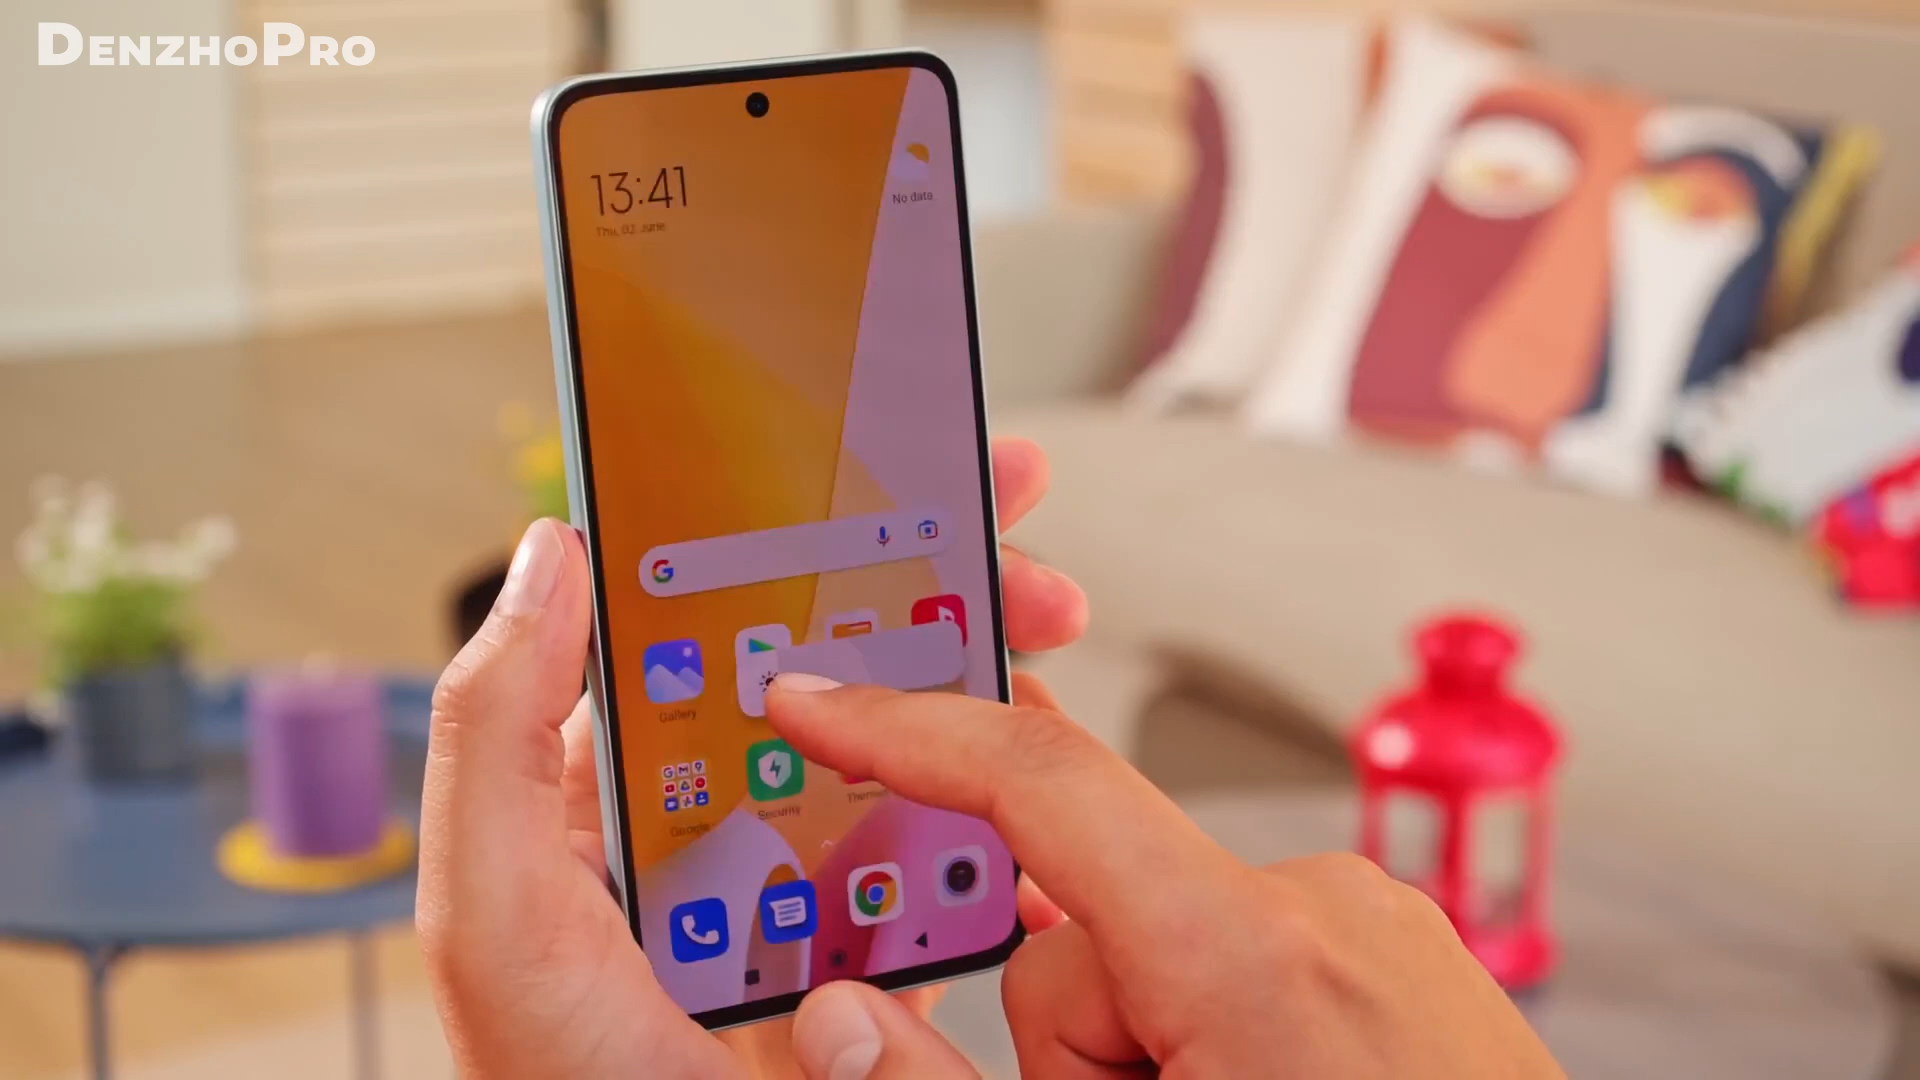 DENZHOPRO
13:41
Thu, 02 June
No data
Gallery
Google
Security